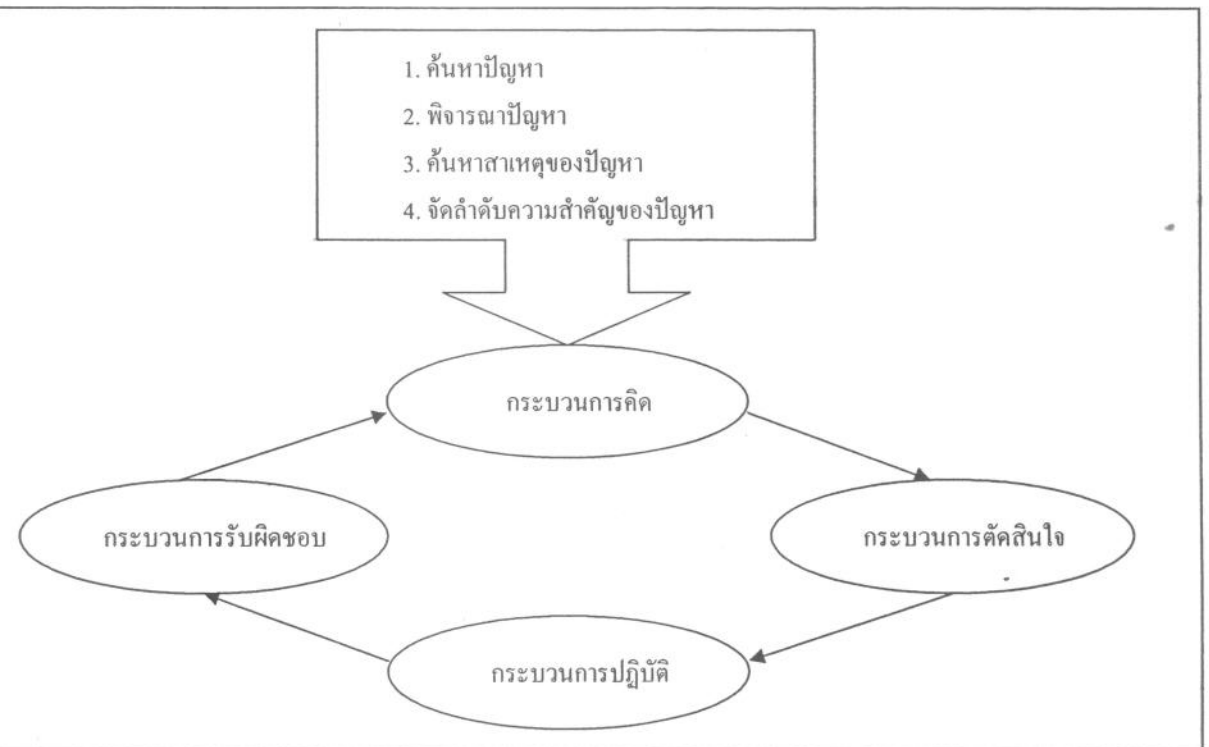 1. ค้นหาปัญหา
2. พิจารณาปัญหา
3. ค้นหาสาเหตุของปัญหา
4. จัดลำดับความสำคัญของปัญหา
กระบวนการคิด
กระบวนการรับผิดชอบ
กระบวนการตัดสินใจ
กระบวนการปฏิบัติ